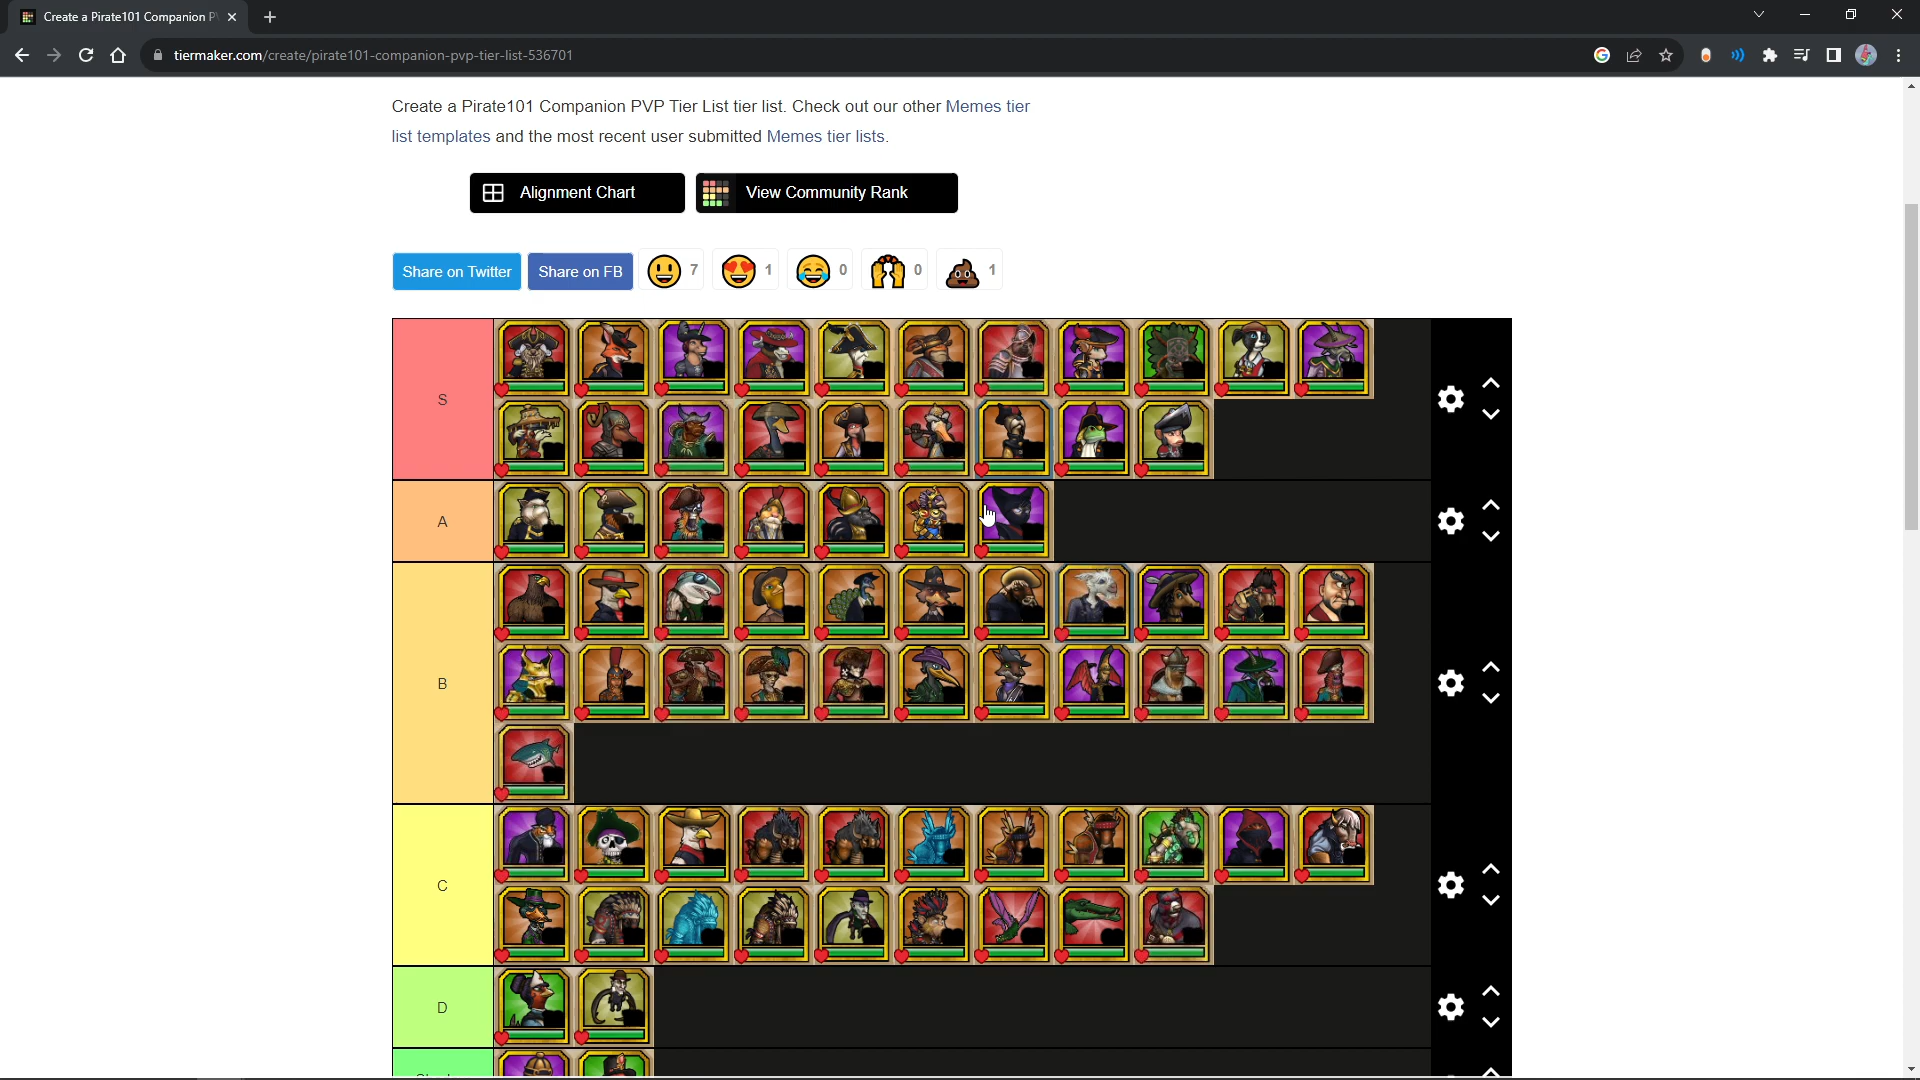 Create a Pirate101 Companion P
tiermaker.com/create/pirate101-companion-pvp-tier-list-536701
Create a Pirate101 Companion PVP Tier List tier list. Check out our other Memes tier
list templates and the most recent user submitted Memes tier lists.
Alignment Chart
View Community Rank
Share on Twitter
Share on FB
7
1
0
0
1
S
A
B
C
D